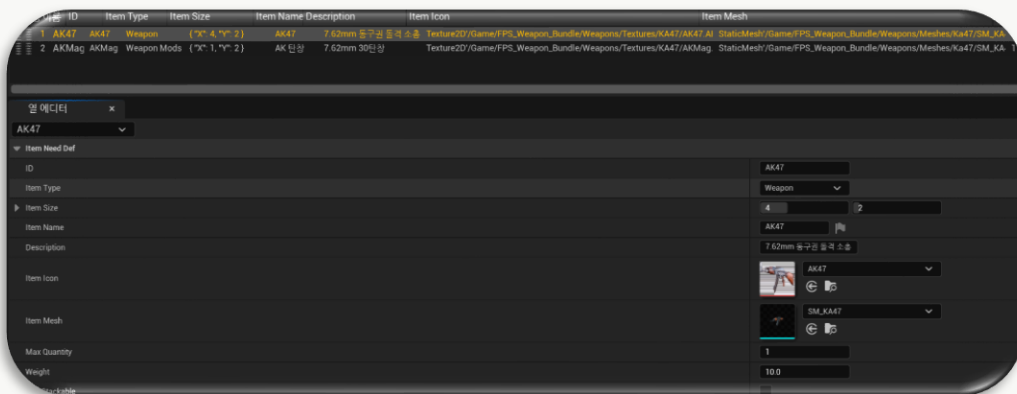 ID Item Type Item Size Item Name Description Item Icon Item Mesh
1 AK47 AK47 Weapon { "X": 4, "Y": 2 } AK47 7.62mm 동구권 돌격 소총 Texture2D'/Game/FPS_Weapon_Bundle/Weapons/Textures/KA47/AK47.AI StaticMesh'/Game/FPS_Weapon_Bundle/Weapons/Meshes/Ka47/SM_KA
2 AKMag AKMag Weapon Mods { "X": 1, "Y": 2 } AK 탄창 7.62mm 30탄창 Texture2D'/Game/FPS_Weapon_Bundle/Weapons/Textures/KA47/AKMag. StaticMesh'/Game/FPS_Weapon_Bundle/Weapons/Meshes/Ka47/SM_KA 1
열 에디터
AK47
Item Need Def
ID AK47
Item Type Weapon
Item Size 4 2
Item Name AK47
Description 7.62mm 동구권 돌격 소총
Item Icon AK47
Item Mesh SM_KA47
Max Quantity 1
Weight 10.0